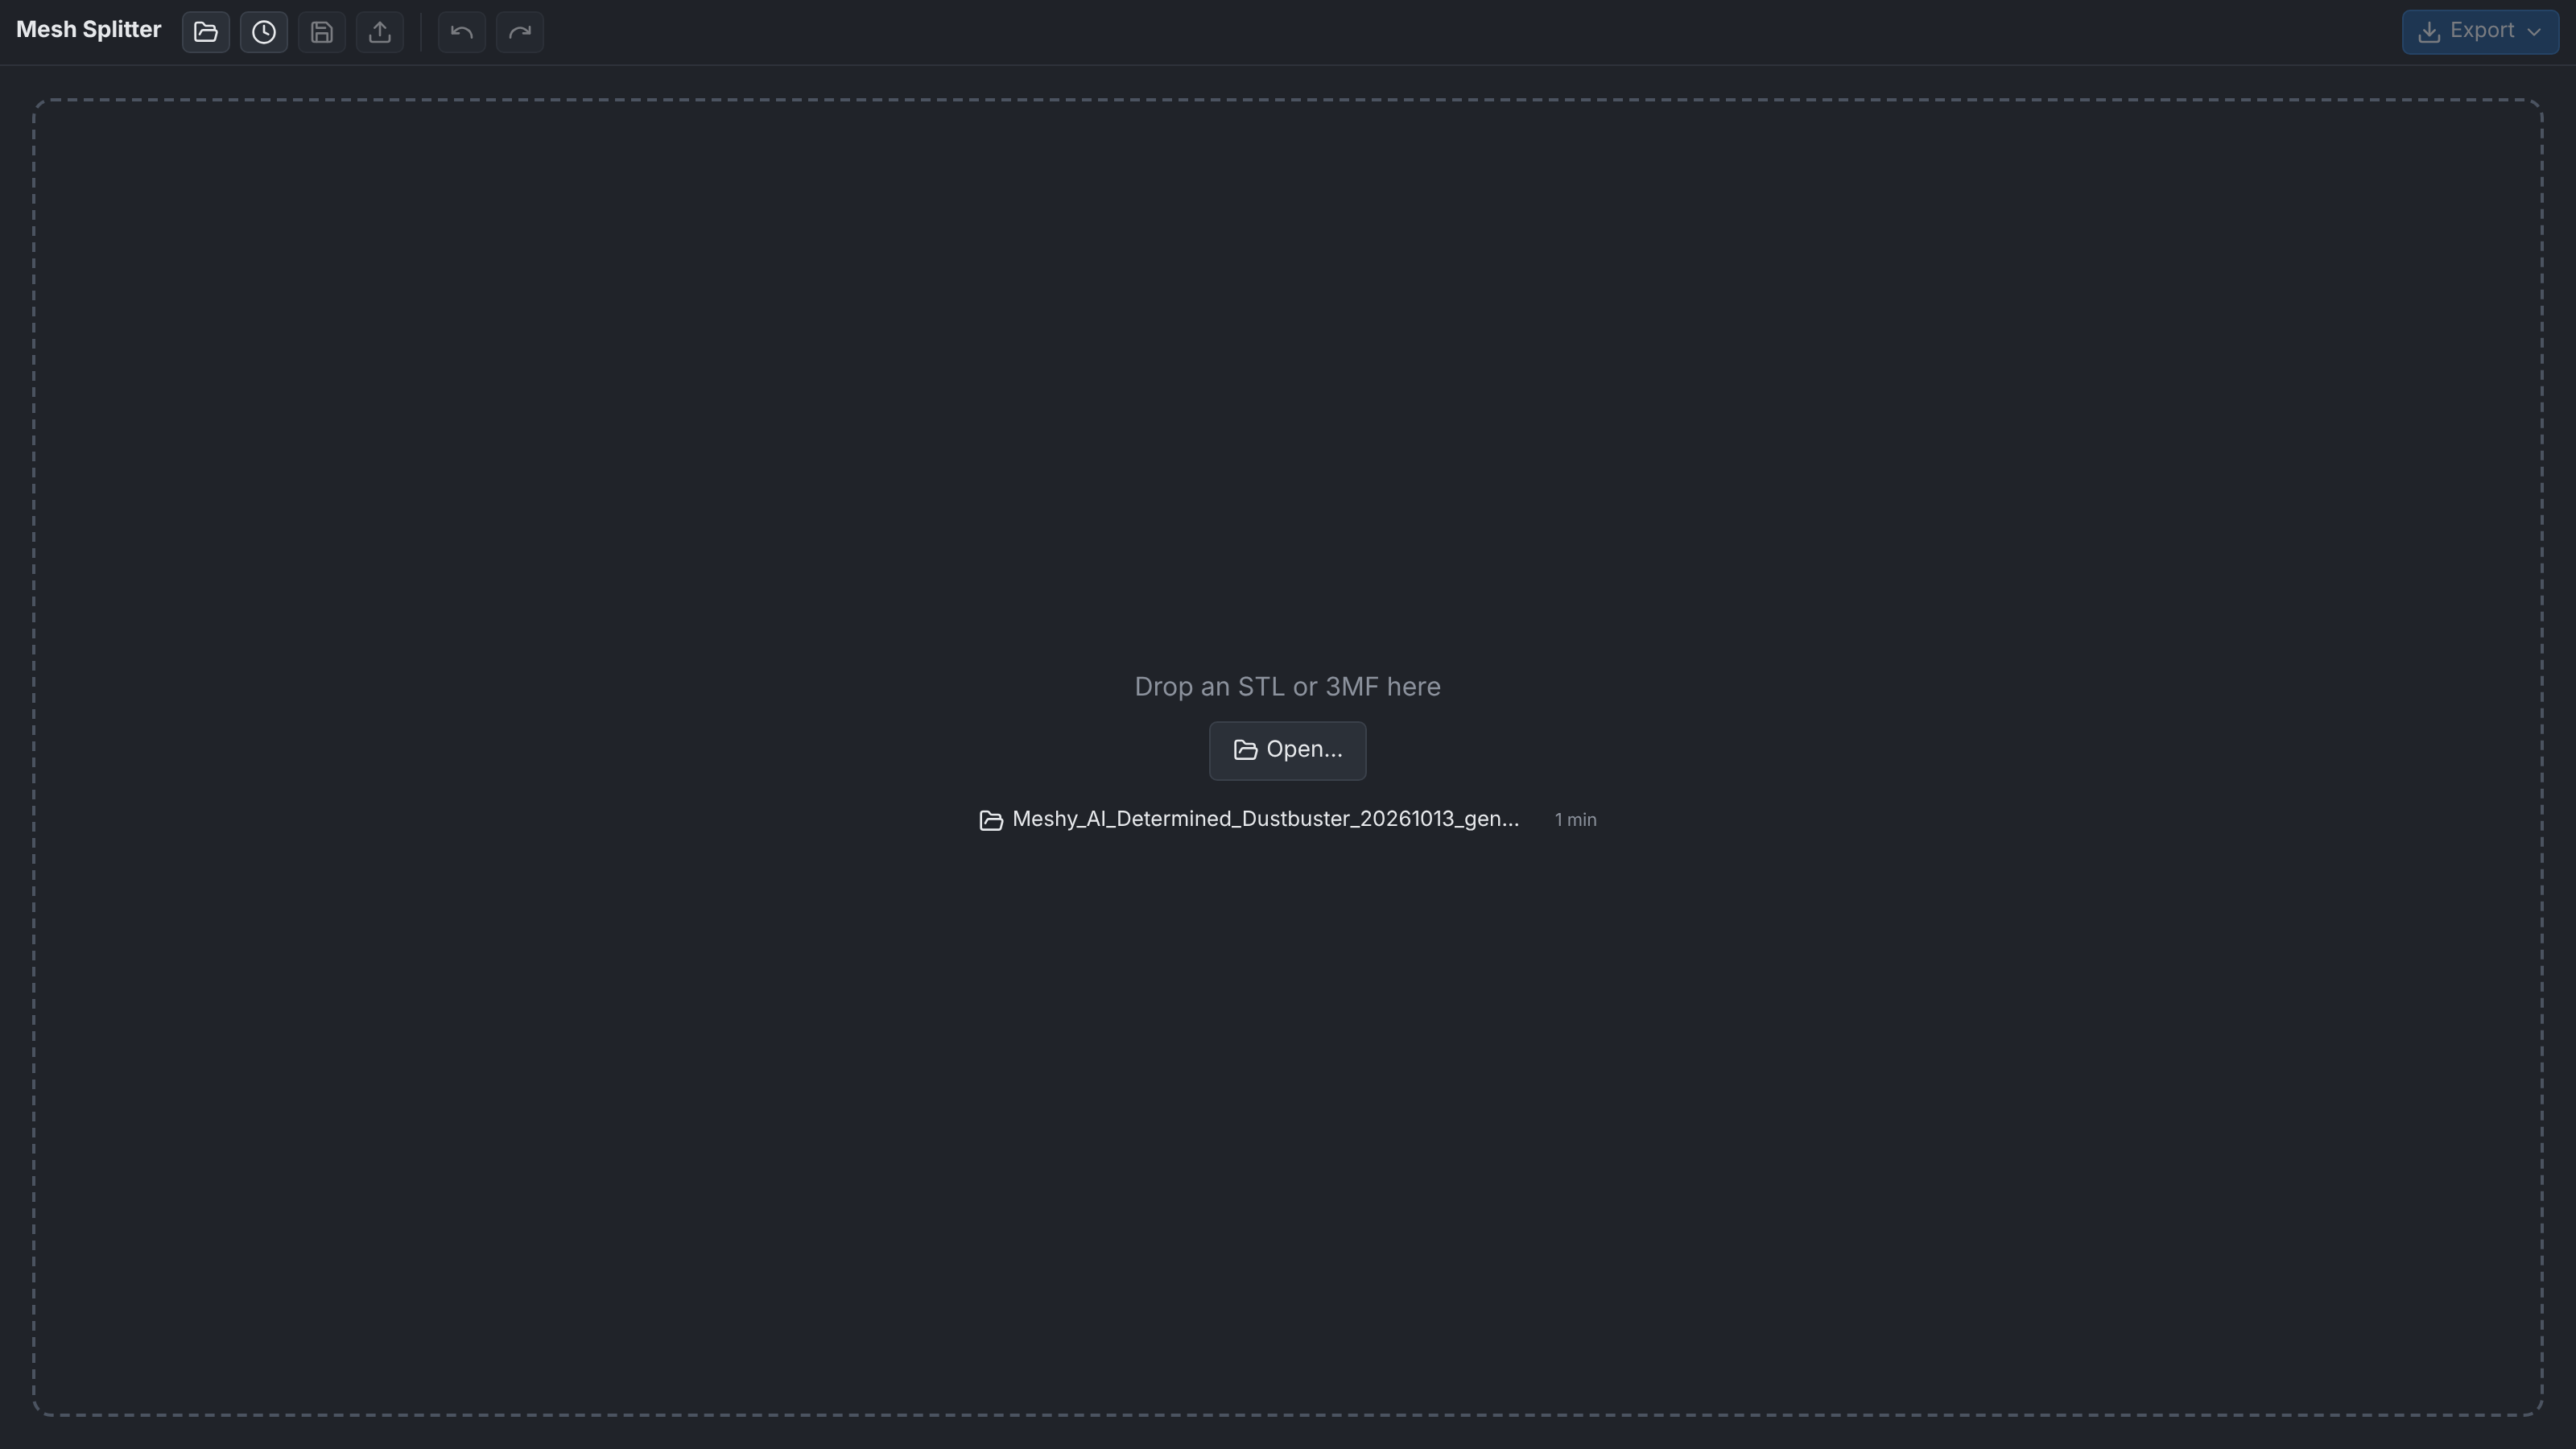 Mesh Splitter
Export
Drop an STL or 3MF here
Open...
Meshy_AI_Determined_Dustbuster_20261013_gen... 1 min